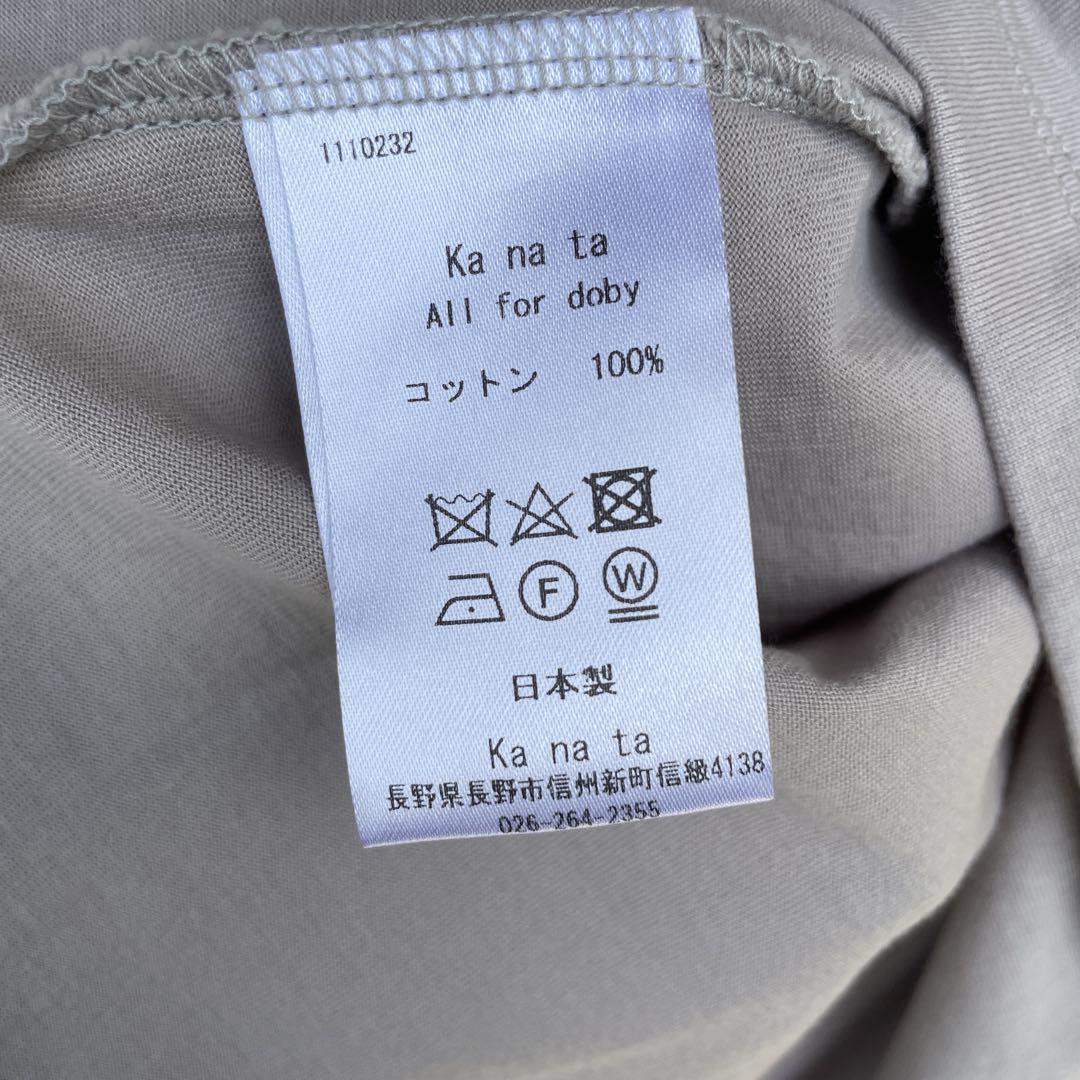 1110232
Ka na ta
All for doby
コットン 100%
F W
日本製
Ka na ta
長野県長野市信州新町信級4138
026-264-2355